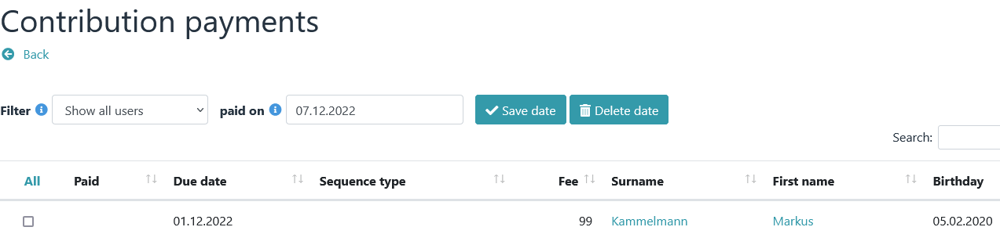 Contribution payments
Back
Filter Show all users paid on 07.12.2022 Save date Delete date
Search:
All Paid Due date Sequence type Fee Surname First name Birthday
01.12.2022 99 Kammelmann Markus 05.02.2020